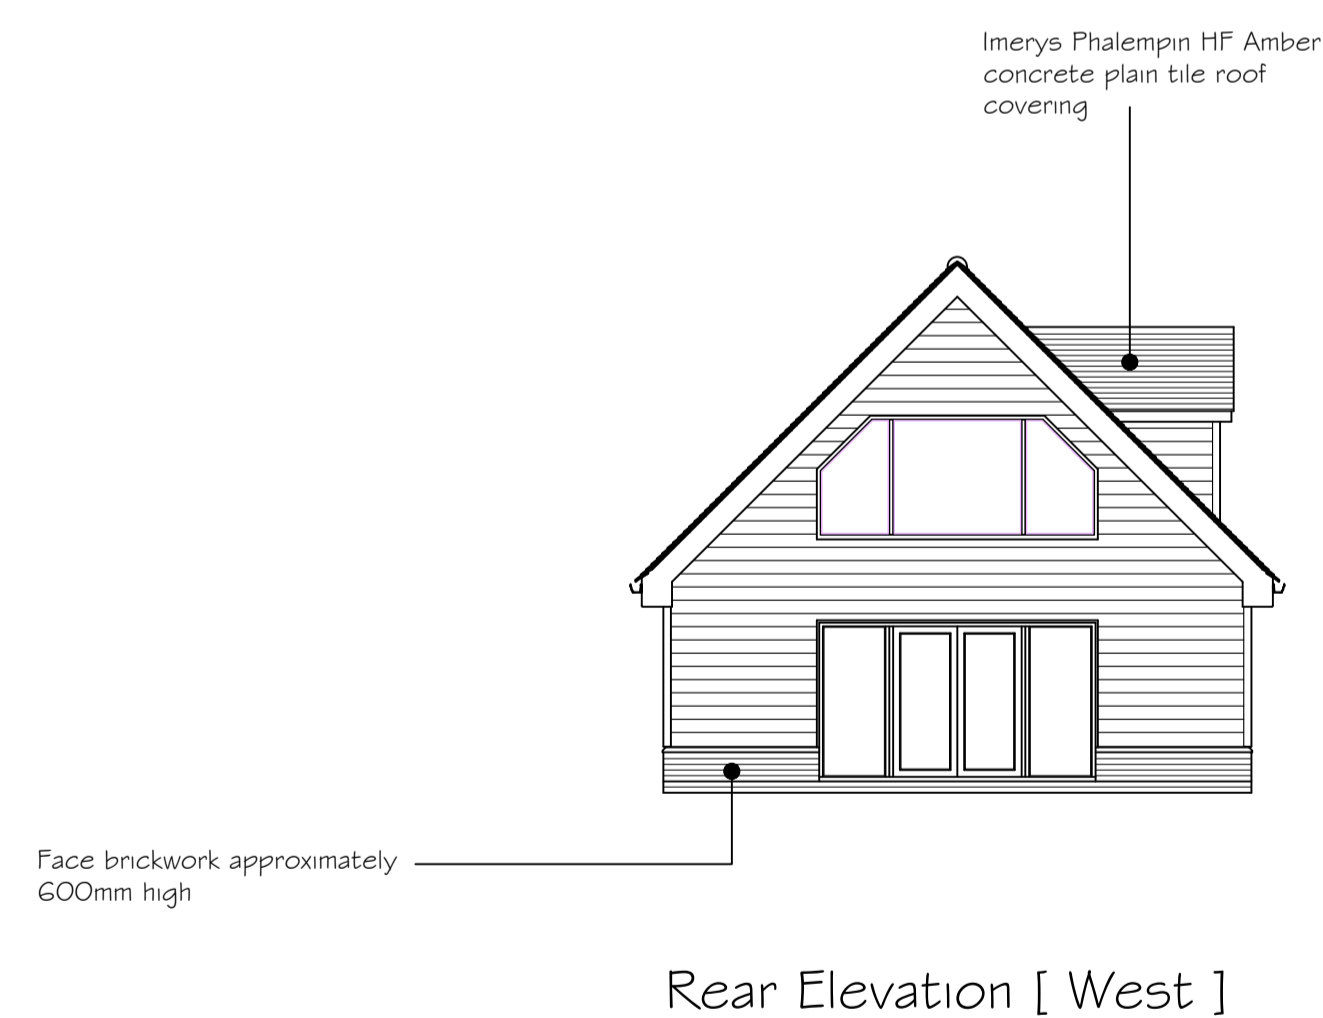 Imerys Phalempin HF Amber
concrete plain tile roof
covering
Face brickwork approximately
600mm high
Rear Elevation [ West ]